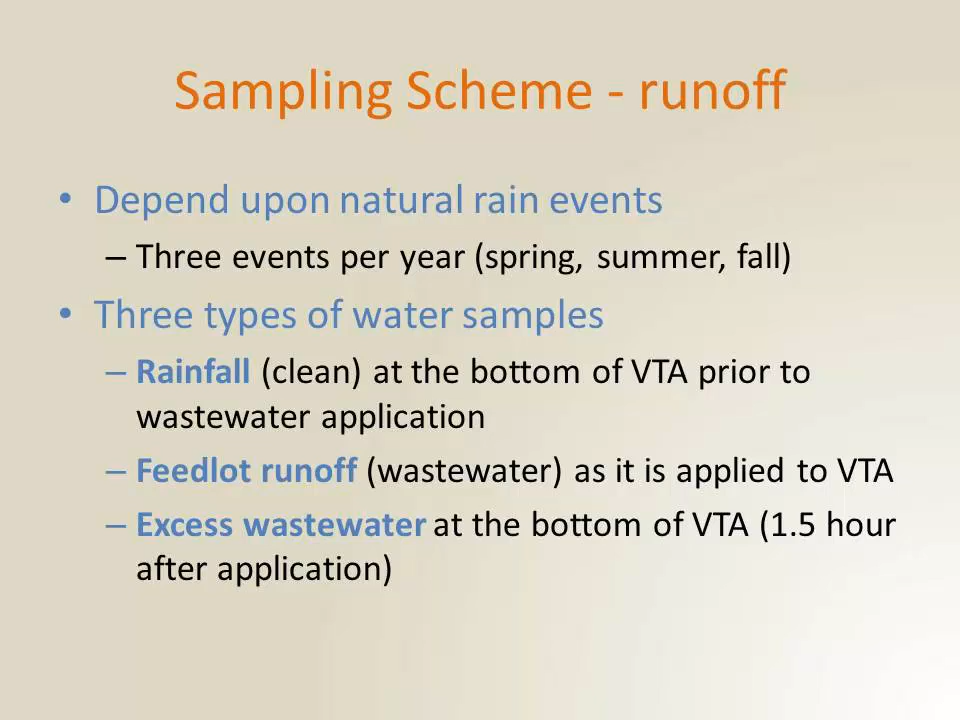 Sampling Scheme - runoff
• Depend upon natural rain events
– Three events per year (spring, summer, fall)
• Three types of water samples
– Rainfall (clean) at the bottom of VTA prior to
wastewater application
– Feedlot runoff (wastewater) as it is applied to VTA
– Excess wastewater at the bottom of VTA (1.5 hour
after application)